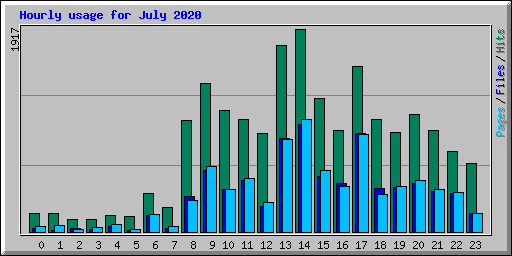 Hourly usage for July 2020
1917
Pages/Files/Hits
0 1 2 3 4 5 6 7 8 9 10 11 12 13 14 15 16 17 18 19 20 21 22 23